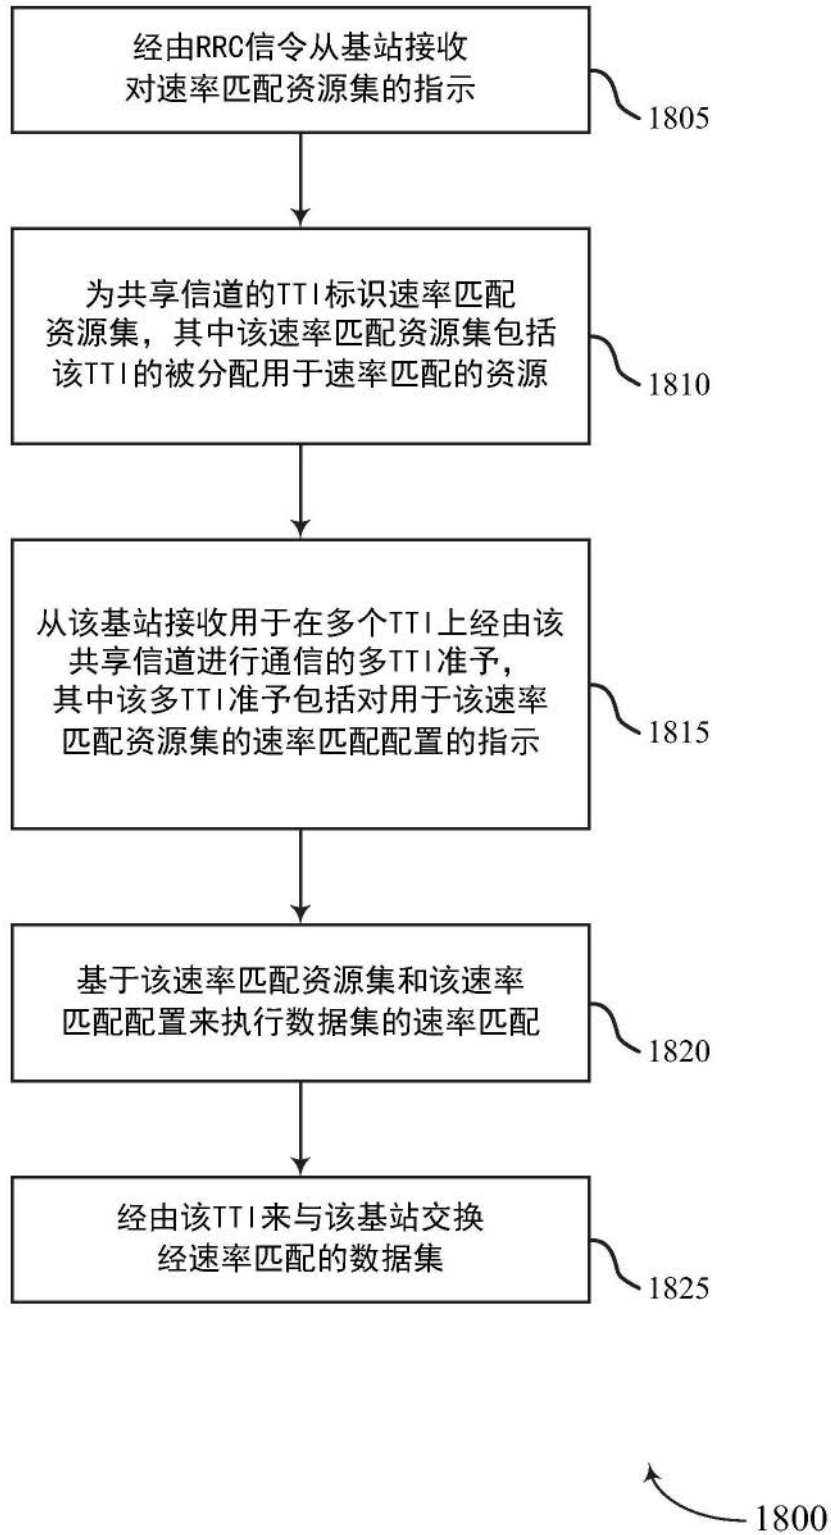 经由RRC信令从基站接收
对速率匹配资源集的指示
1805
为共享信道的TTI标识速率匹配
资源集，其中该速率匹配资源集包括
该TTI的被分配用于速率匹配的资源
1810
从该基站接收用于在多个TTI上经由该
共享信道进行通信的多TTI准予，
其中该多TTI准予包括对用于该速率
匹配资源集的速率匹配配置的指示
1815
基于该速率匹配资源集和该速率
匹配配置来执行数据集的速率匹配
1820
经由该TTI来与该基站交换
经速率匹配的数据集
1825
1800